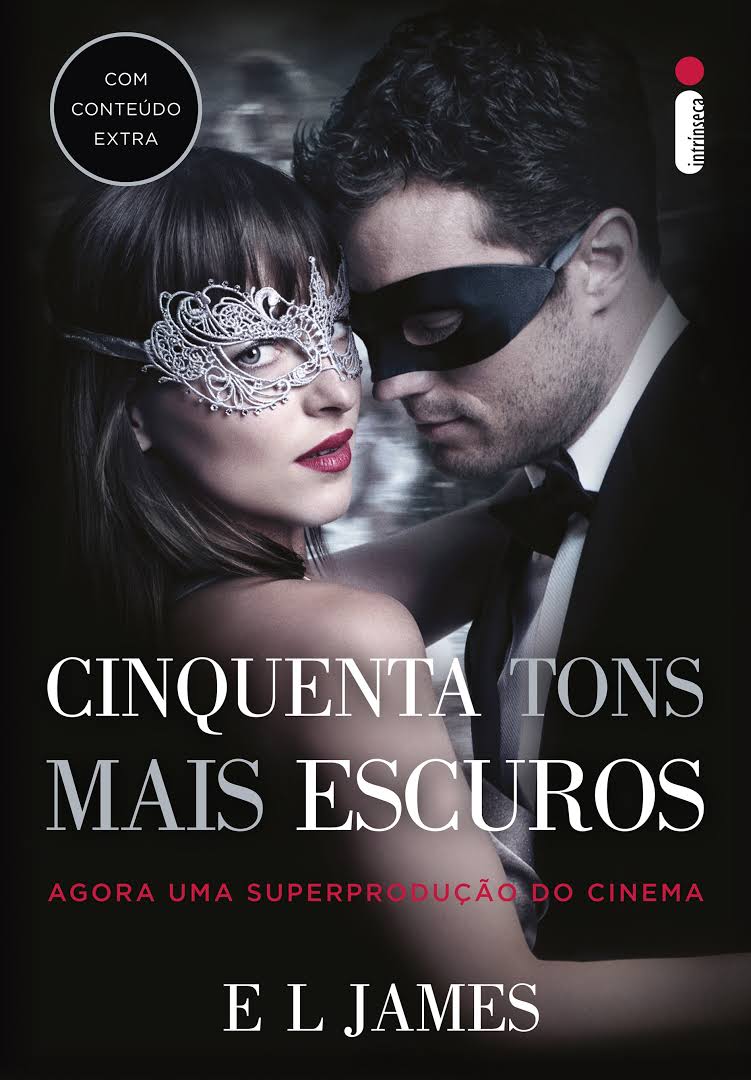 COM
CONTEÚDO
EXTRA
intrínseca
CINQUENTA TONS
MAIS ESCUROS
AGORA UMA SUPERPRODUÇÃO DO CINEMA
E L JAMES